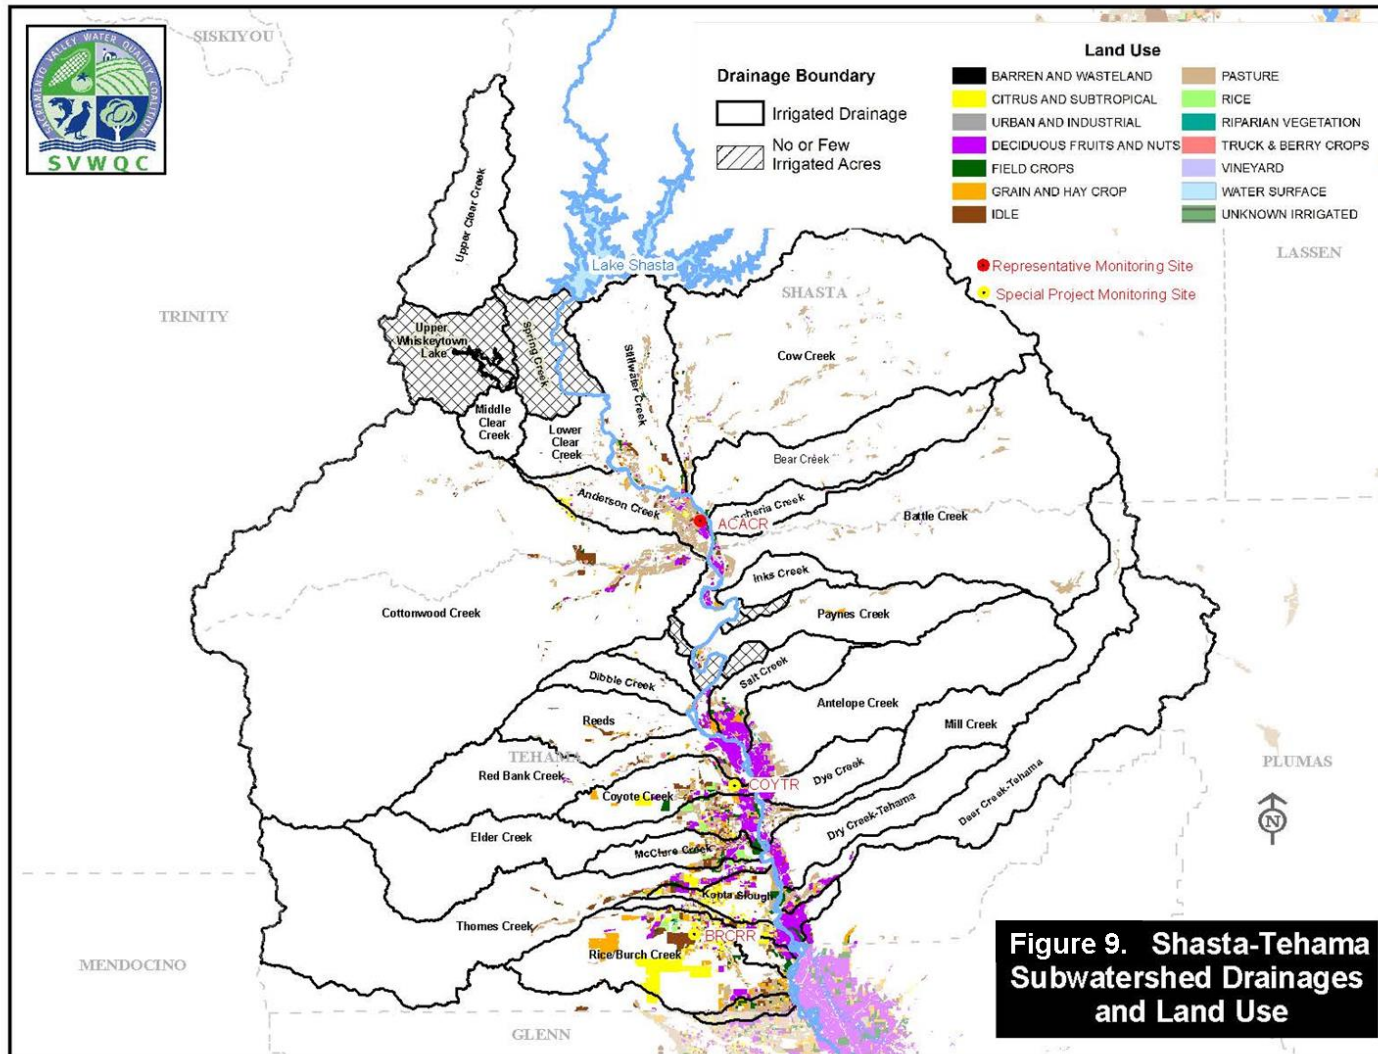 SISKIYOU
SACRAMENTO VALLEY WATER QUALITY COALITION
SVWQC
Drainage Boundary
Irrigated Drainage
No or Few
Irrigated Acres
Land Use
BARREN AND WASTELAND
CITRUS AND SUBTROPICAL
URBAN AND INDUSTRIAL
DECIDUOUS FRUITS AND NUTS
FIELD CROPS
GRAIN AND HAY CROP
IDLE
PASTURE
RICE
RIPARIAN VEGETATION
TRUCK & BERRY CROPS
VINEYARD
WATER SURFACE
UNKNOWN IRRIGATED
Representative Monitoring Site
Special Project Monitoring Site
LASSEN
Upper Clear Creek
Lake Shasta
SHASTA
TRINITY
Upper
Whiskeytown
Lake
Spring Creek
Stillwater Creek
Cow Creek
Middle
Clear
Creek
Lower
Clear
Creek
Bear Creek
Anderson Creek
ACACR
Creek
Battle Creek
Inks Creek
Cottonwood Creek
Paynes Creek
Dibble Creek
Salt Creek
Antelope Creek
Reeds
Mill Creek
TEHAMA
Red Bank Creek
Dye Creek
COYTR
Coyote Creek
PLUMAS
Dry Creek-Tehama
Deer Creek-Tehama
N
Elder Creek
McClure Creek
Kopta Slough
Thomes Creek
BRCRR
Rice/Burch Creek
MENDOCINO
GLENN
Figure 9. Shasta-Tehama
Subwatershed Drainages
and Land Use